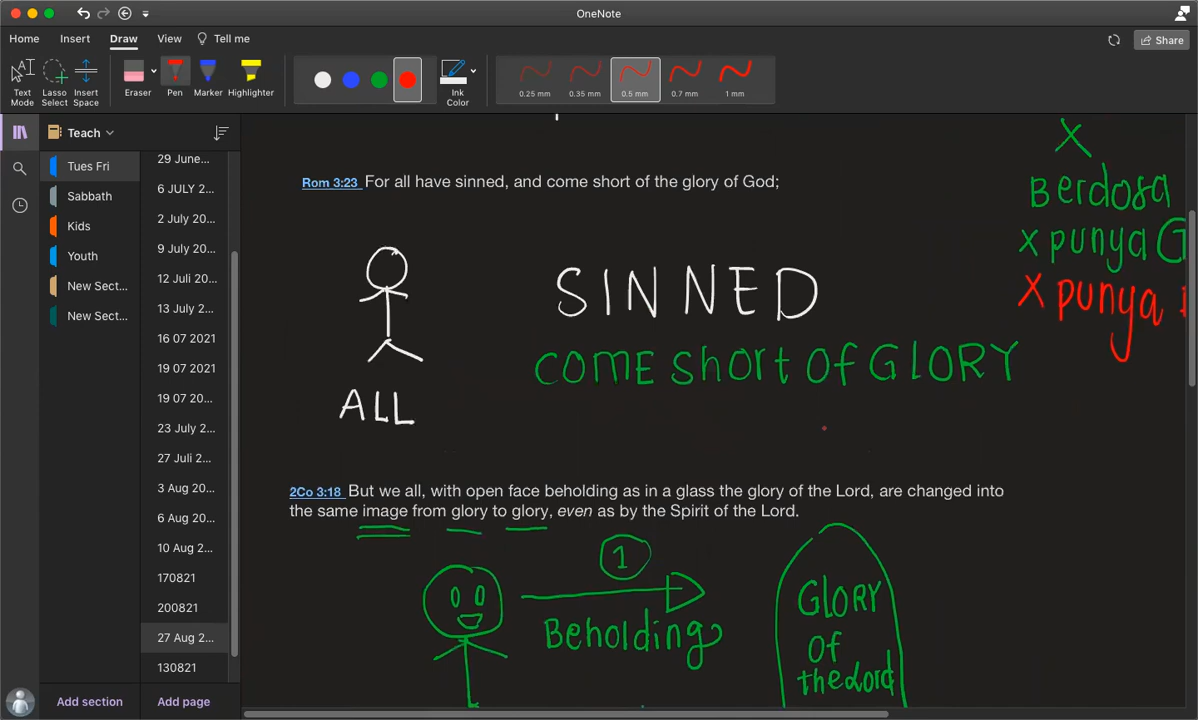 OneNote
Home Insert Draw View Tell me
Share
Text Mode
Lasso Select
Insert Space
Eraser
Pen
Marker
Highlighter
Ink Color
0.25 mm
0.35 mm
0.5 mm
0.7 mm
1 mm
Teach
Tues Fri
Sabbath
Kids
Youth
New Sect...
New Sect...
29 June...
6 JULY 2...
2 July 20...
9 July 20...
12 Juli 20...
13 July 2...
16 07 2021
19 07 2021
19 07 20...
23 July 2...
27 Juli 2...
3 Aug 20...
6 Aug 20...
10 Aug 2...
170821
200821
27 Aug 2...
130821
Add section
Add page
Rom 3:23 For all have sinned, and come short of the glory of God;
ALL
SINNED
COME Short of GLORY
X
Berdosa
X punya G
X punya
2Co 3:18 But we all, with open face beholding as in a glass the glory of the Lord, are changed into
the same image from glory to glory, even as by the Spirit of the Lord.
1
Beholding
GLORY
Of
the Lord